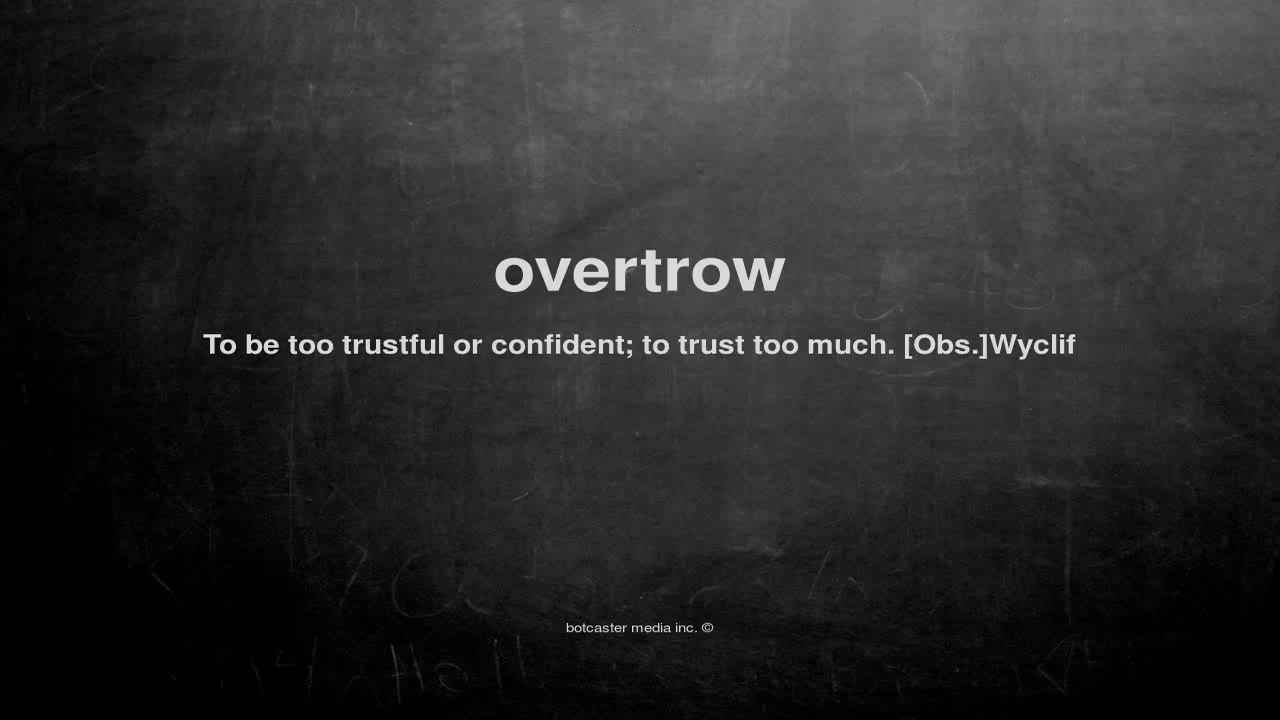 overtrow
To be too trustful or confident; to trust too much. [Obs.]Wyclif
botcaster media inc. ©